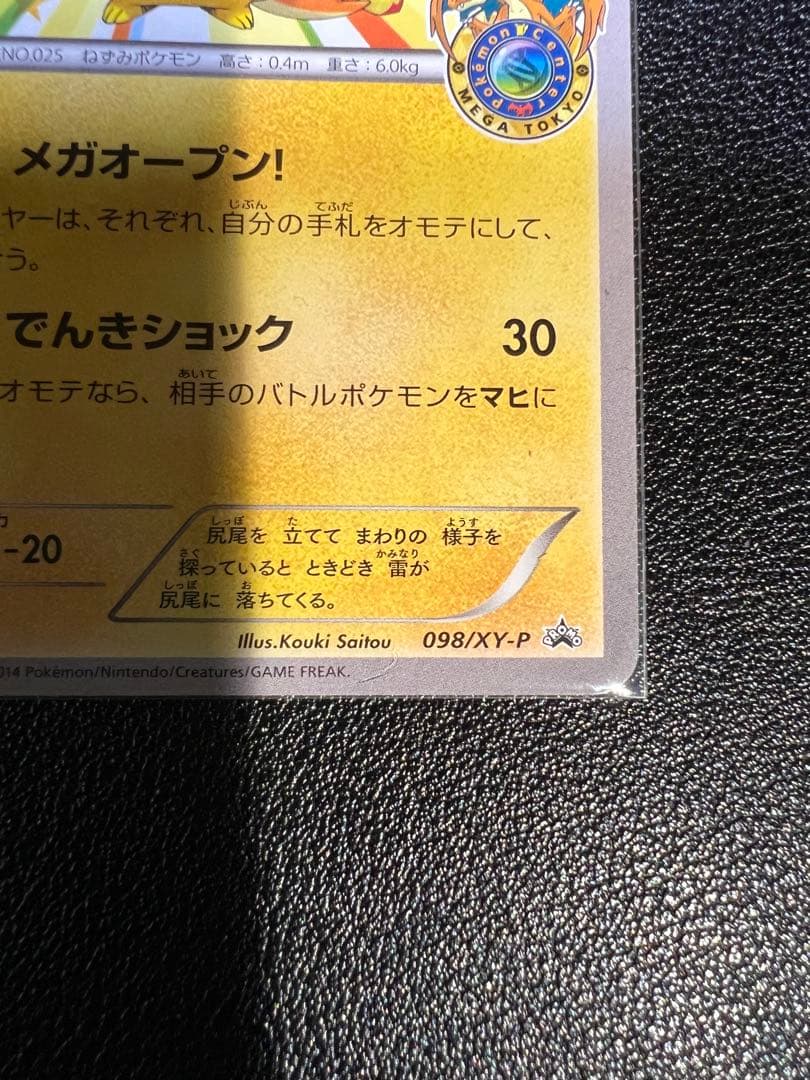 NO.025 ねずみポケモン 高さ:0.4m 重さ:6.0kg
Pokémon Center
MEGA TOKYO
メガオープン!
ヤーは、それぞれ、自分の手札をオモテにして、
う。
でんきショック 30
オモテなら、相手のバトルポケモンをマヒに
-20
尻尾を 立てて まわりの 様子を
探っていると ときどき 雷が
尻尾に 落ちてくる。
Illus.Kouki Saitou 098/XY-P PROMO
014 Pokémon/Nintendo/Creatures/GAME FREAK.